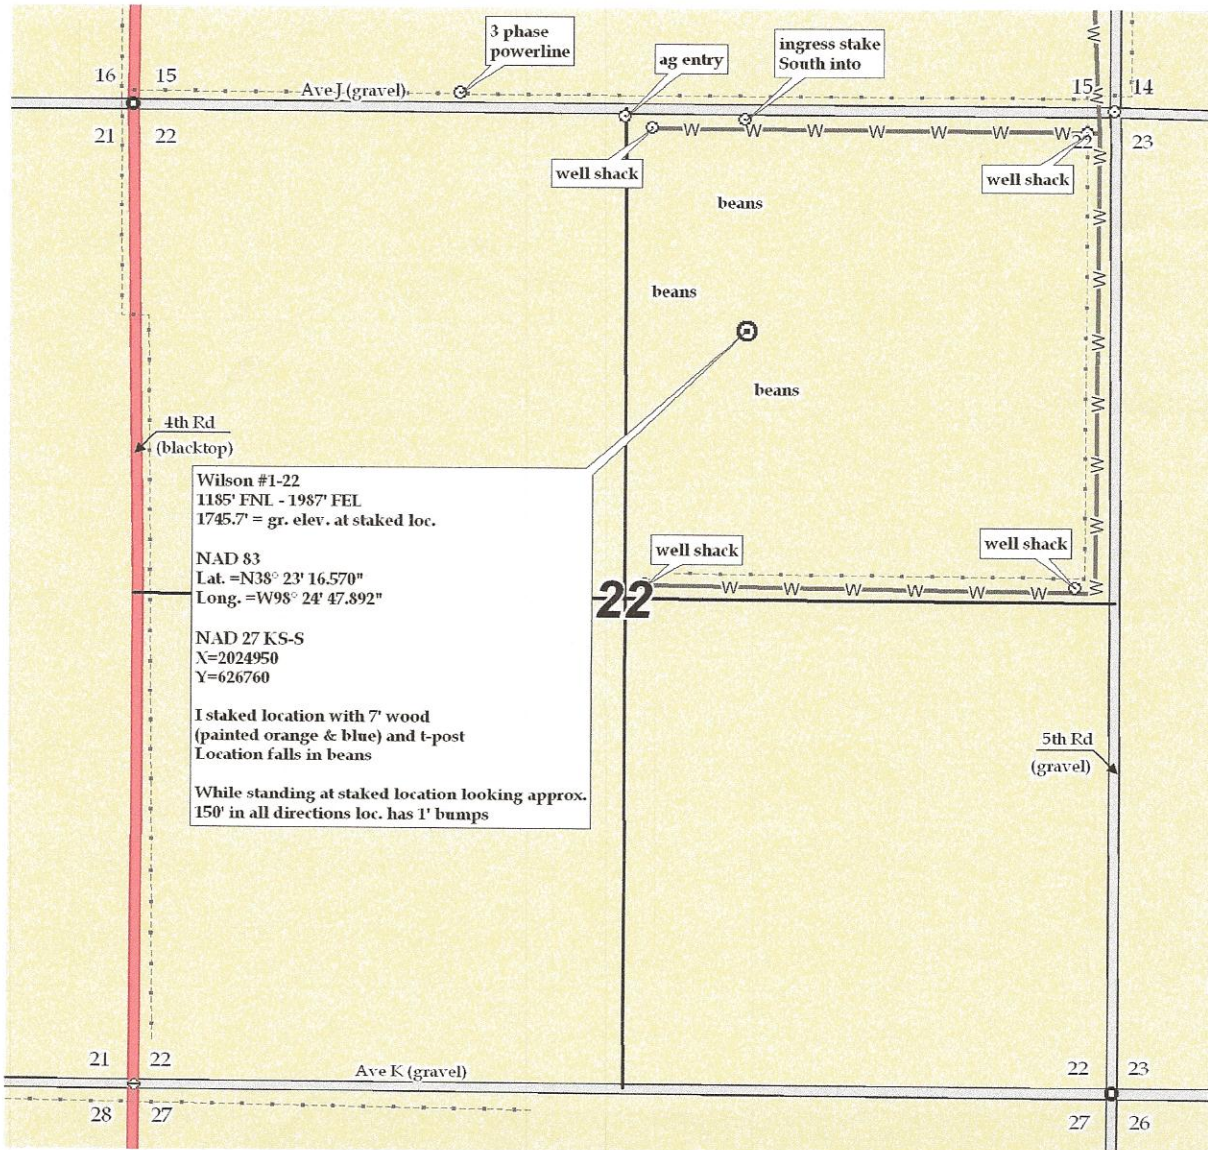 3 phase
powerline
ingress stake
South into
ag entry
16 15
Ave J (gravel)
15 14
21 22
22 23
W W W W W W W
well shack
well shack
beans
beans
beans
W
W
W
W
W
W
W
W
W
W
4th Rd
(blacktop)
Wilson #1-22
1185' FNL - 1987' FEL
1745.7' = gr. elev. at staked loc.
NAD 83
Lat. =N38° 23' 16.570"
Long. =W98° 24' 47.892"
NAD 27 KS-S
X=2024950
Y=626760
I staked location with 7' wood
(painted orange & blue) and t-post
Location falls in beans
While standing at staked location looking approx.
150' in all directions loc. has 1' bumps
well shack
well shack
W W W W W
22
5th Rd
(gravel)
21 22
Ave K (gravel)
22 23
28 27
27 26